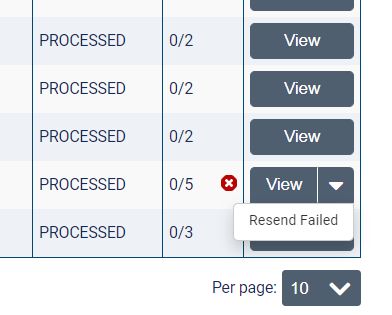 PROCESSED 0/2 View
PROCESSED 0/2 View
PROCESSED 0/2 View
PROCESSED 0/5 View
Resend Failed
PROCESSED 0/3
Per page: 10